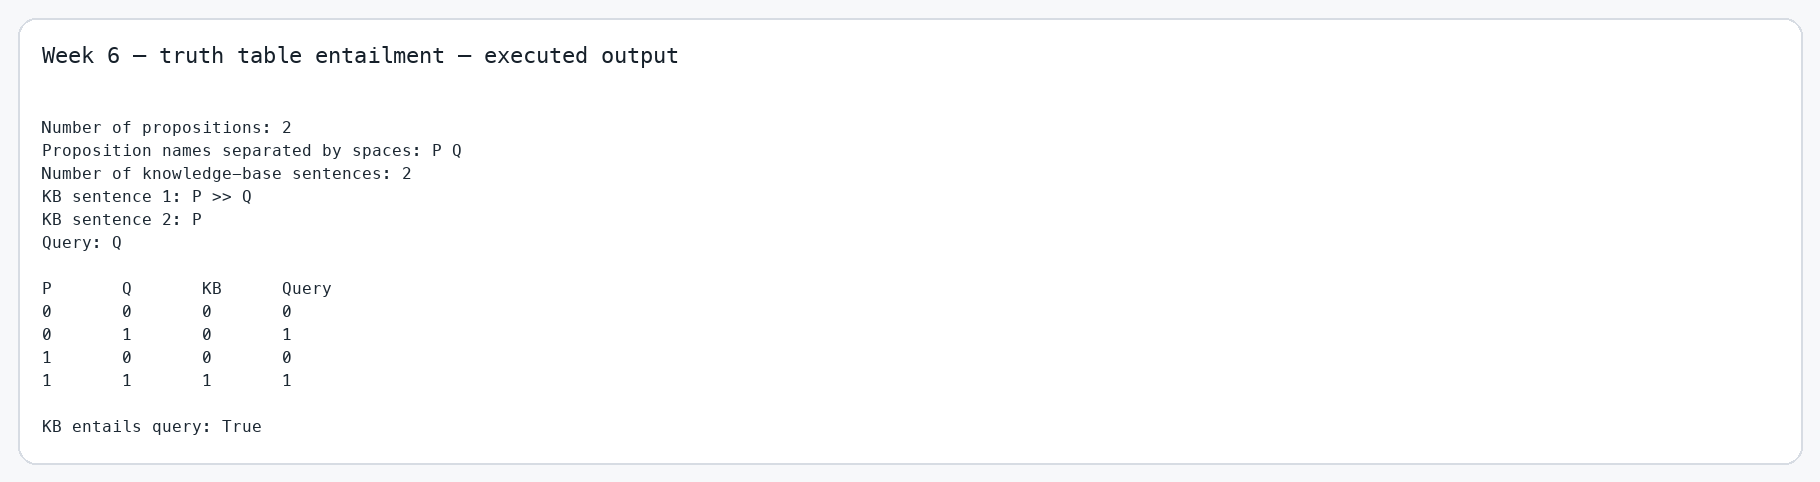 Week 6 — truth table entailment — executed output
Number of propositions: 2
Proposition names separated by spaces: P Q
Number of knowledge-base sentences: 2
KB sentence 1: P >> Q
KB sentence 2: P
Query: Q
P Q KB Query
0 0 0 0
0 1 0 1
1 0 0 0
1 1 1 1
KB entails query: True